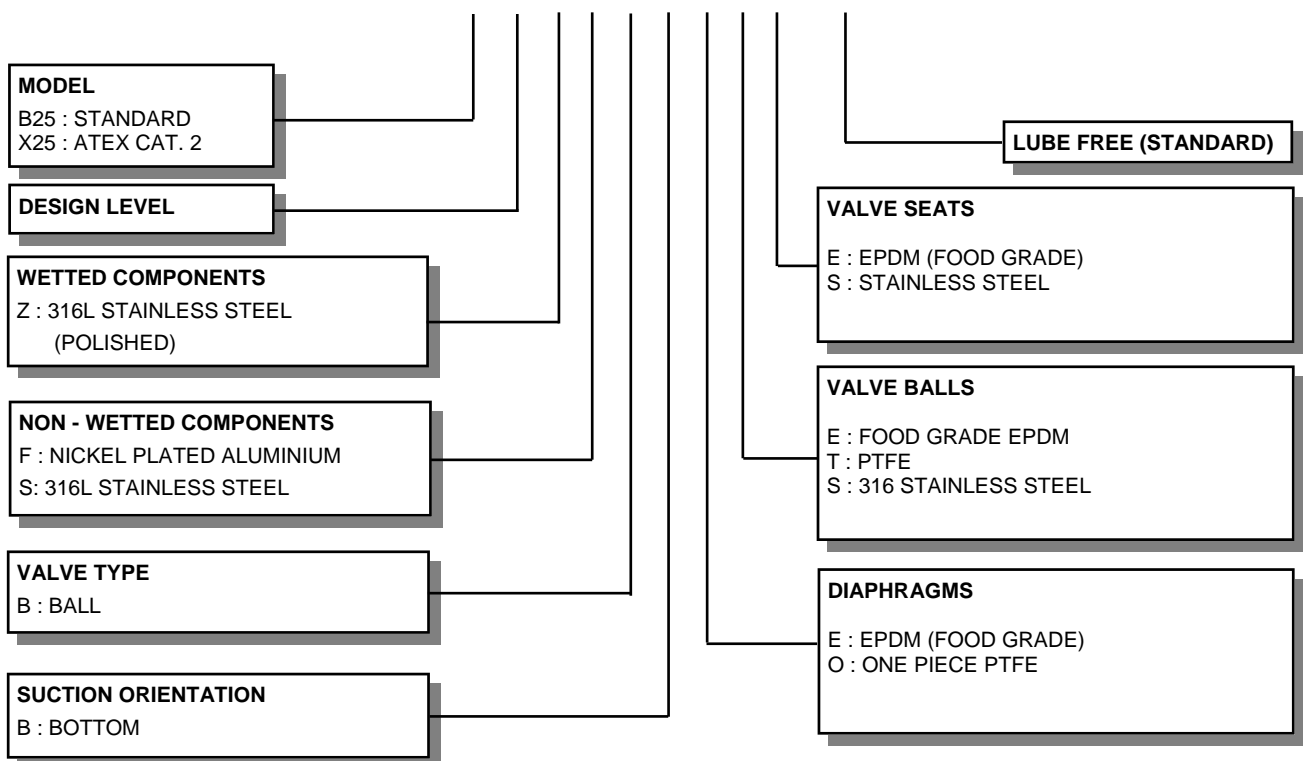 MODEL
B25 : STANDARD
X25 : ATEX CAT. 2
DESIGN LEVEL
WETTED COMPONENTS
Z : 316L STAINLESS STEEL
(POLISHED)
NON - WETTED COMPONENTS
F : NICKEL PLATED ALUMINIUM
S: 316L STAINLESS STEEL
VALVE TYPE
B : BALL
SUCTION ORIENTATION
B : BOTTOM
LUBE FREE (STANDARD)
VALVE SEATS
E : EPDM (FOOD GRADE)
S : STAINLESS STEEL
VALVE BALLS
E : FOOD GRADE EPDM
T : PTFE
S : 316 STAINLESS STEEL
DIAPHRAGMS
E : EPDM (FOOD GRADE)
O : ONE PIECE PTFE